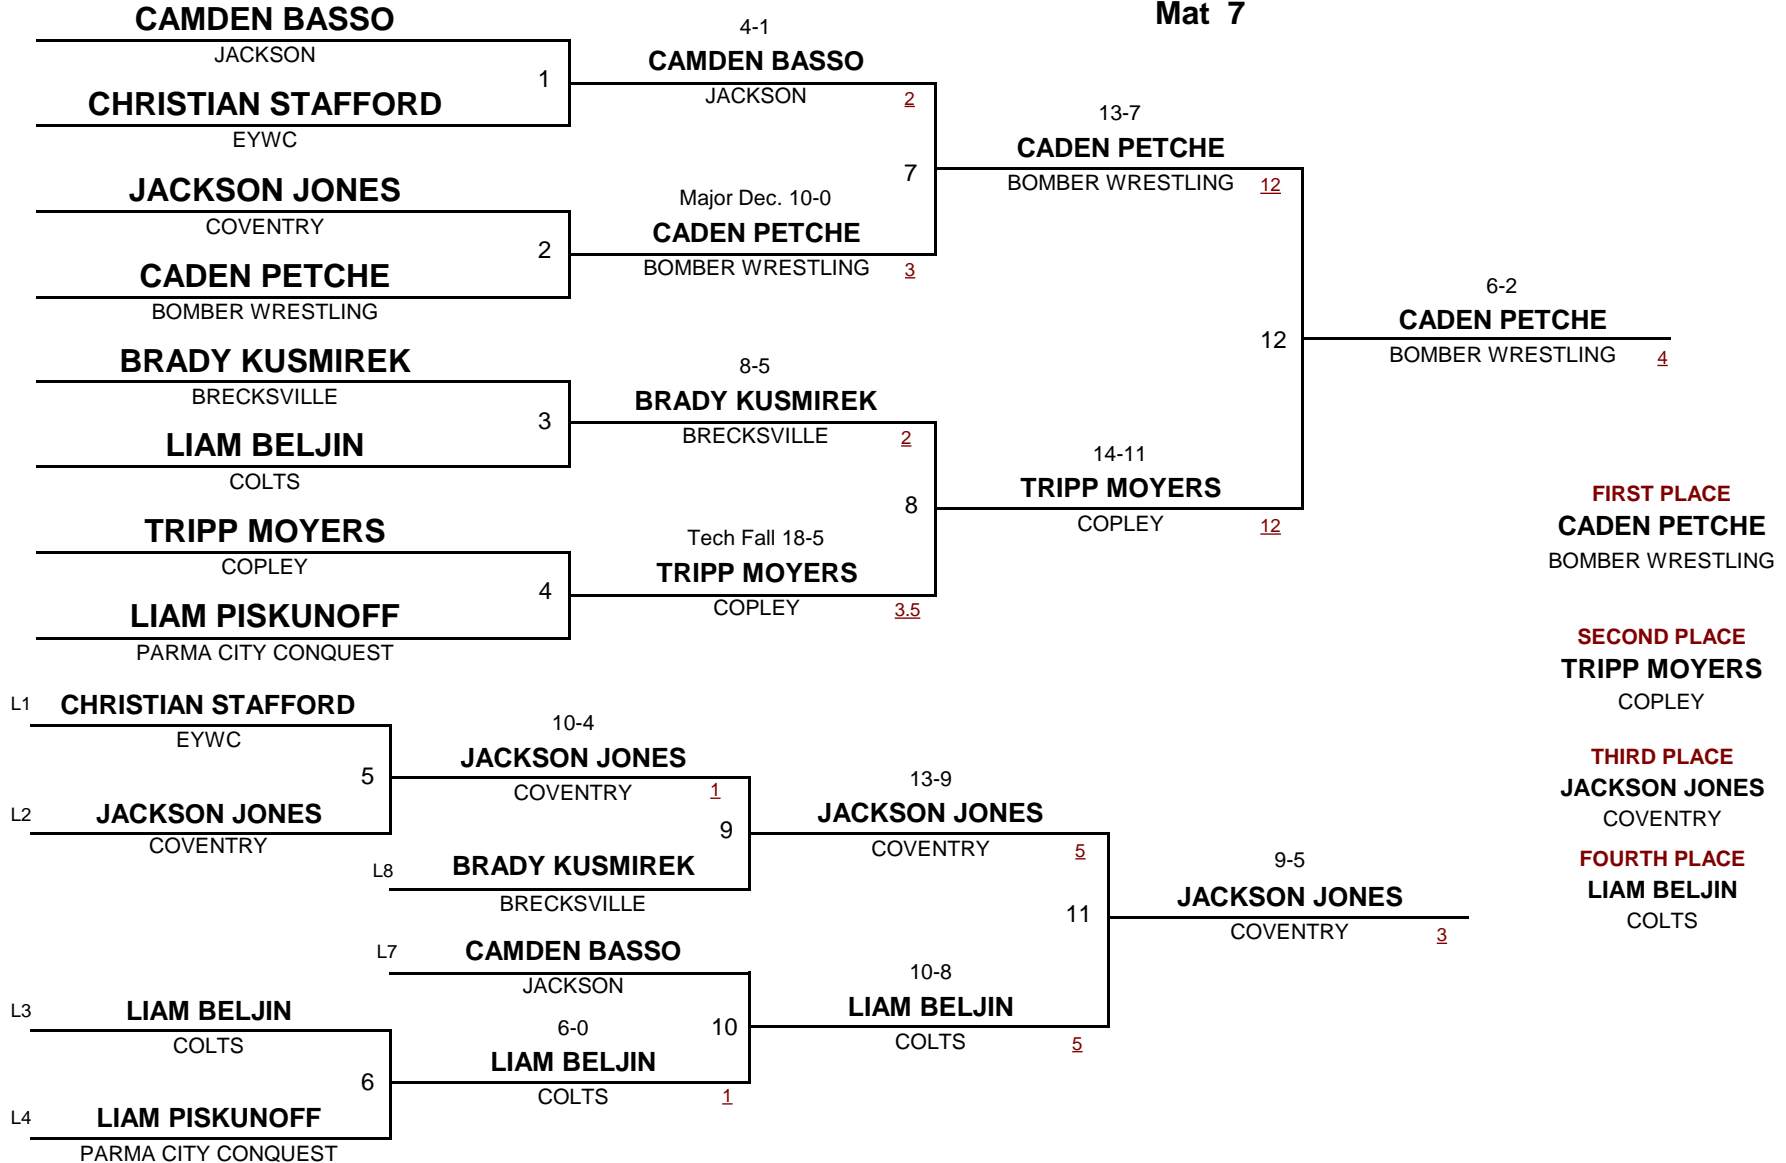 Mat 7
CAMDEN BASSO
JACKSON
1
CHRISTIAN STAFFORD
EYWC
JACKSON JONES
COVENTRY
2
CADEN PETCHE
BOMBER WRESTLING
BRADY KUSMIREK
BRECKSVILLE
3
LIAM BELJIN
COLTS
TRIPP MOYERS
COPLEY
4
LIAM PISKUNOFF
PARMA CITY CONQUEST
4-1
CAMDEN BASSO
JACKSON 2
7
Major Dec. 10-0
CADEN PETCHE
BOMBER WRESTLING 3
8-5
BRADY KUSMIREK
BRECKSVILLE 2
8
Tech Fall 18-5
TRIPP MOYERS
COPLEY 3.5
13-7
CADEN PETCHE
BOMBER WRESTLING 12
12
14-11
TRIPP MOYERS
COPLEY 12
6-2
CADEN PETCHE
BOMBER WRESTLING 4
FIRST PLACE
CADEN PETCHE
BOMBER WRESTLING
SECOND PLACE
TRIPP MOYERS
COPLEY
THIRD PLACE
JACKSON JONES
COVENTRY
FOURTH PLACE
LIAM BELJIN
COLTS
L1 CHRISTIAN STAFFORD
EYWC
5
L2 JACKSON JONES
COVENTRY
10-4
JACKSON JONES
COVENTRY 1
9
L8 BRADY KUSMIREK
BRECKSVILLE
L7 CAMDEN BASSO
JACKSON
10
6-0
LIAM BELJIN
COLTS 1
L3 LIAM BELJIN
COLTS
6
L4 LIAM PISKUNOFF
PARMA CITY CONQUEST
13-9
JACKSON JONES
COVENTRY 5
11
10-8
LIAM BELJIN
COLTS 5
9-5
JACKSON JONES
COVENTRY 3